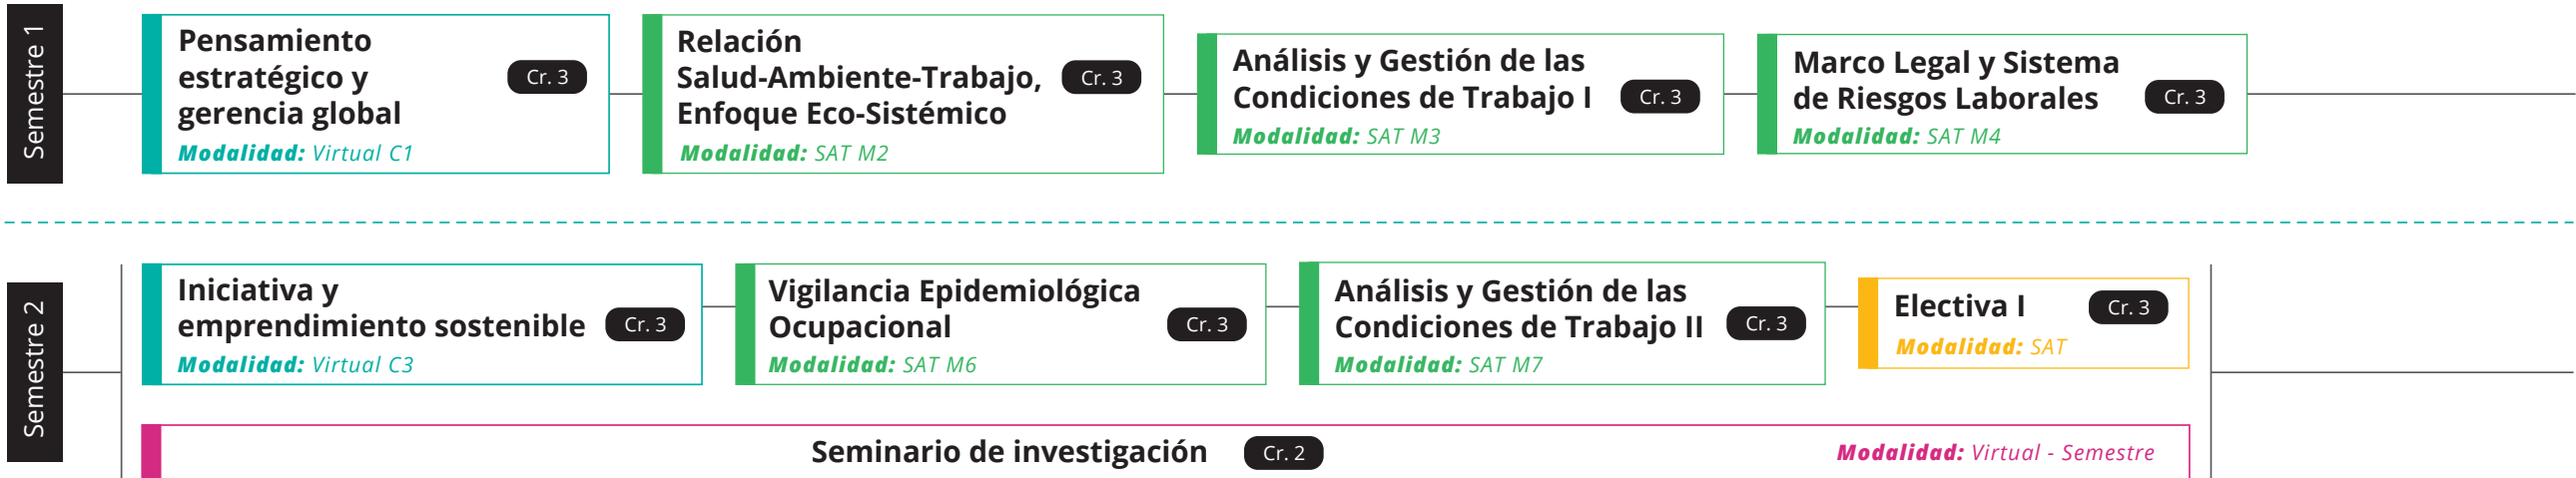 Semestre 1
Pensamiento
estratégico y
gerencia global
Cr. 3
Modalidad: Virtual C1
Relación
Salud-Ambiente-Trabajo,
Enfoque Eco-Sistémico
Cr. 3
Modalidad: SAT M2
Análisis y Gestión de las
Condiciones de Trabajo I
Cr. 3
Modalidad: SAT M3
Marco Legal y Sistema
de Riesgos Laborales
Cr. 3
Modalidad: SAT M4
Semestre 2
Iniciativa y
emprendimiento sostenible
Cr. 3
Modalidad: Virtual C3
Vigilancia Epidemiológica
Ocupacional
Cr. 3
Modalidad: SAT M6
Análisis y Gestión de las
Condiciones de Trabajo II
Cr. 3
Modalidad: SAT M7
Electiva I
Cr. 3
Modalidad: SAT
Seminario de investigación
Cr. 2
Modalidad: Virtual - Semestre